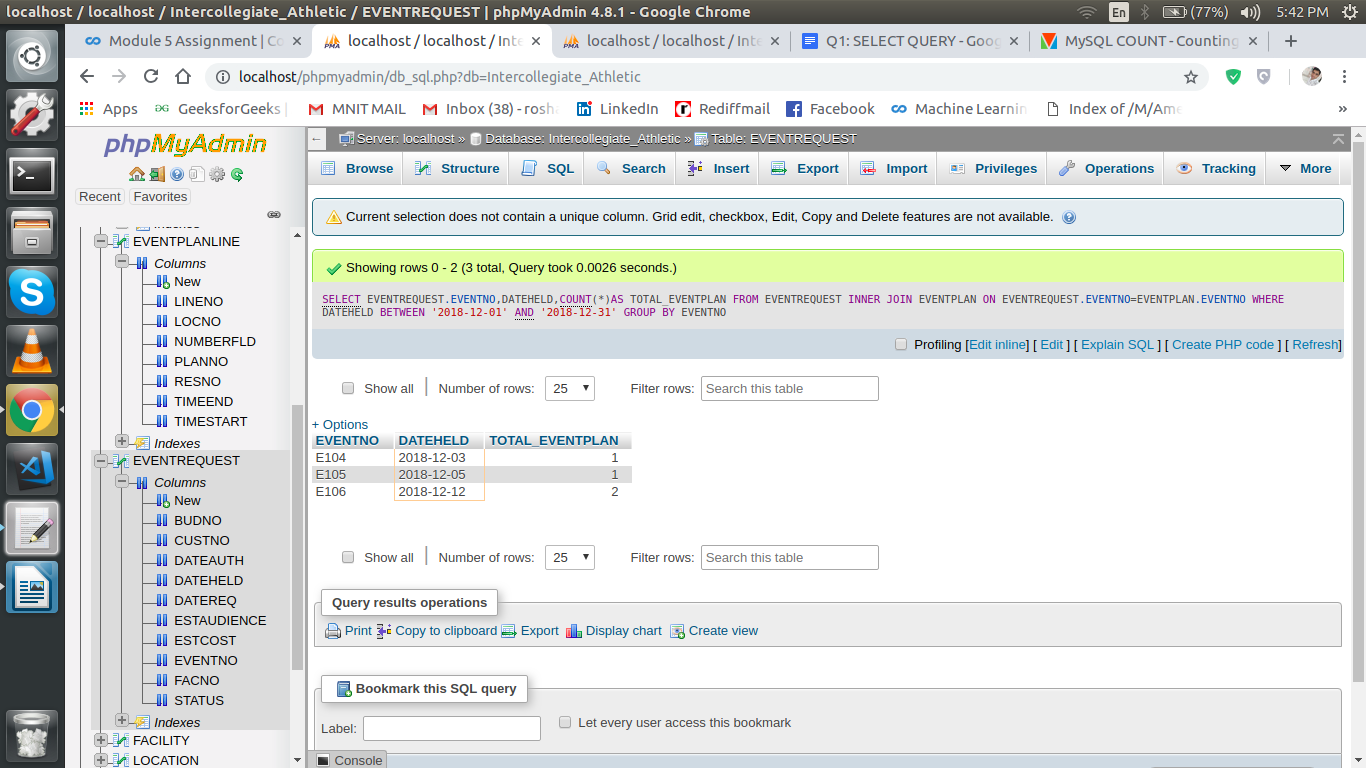 localhost / localhost / Intercollegiate_Athletic / EVENTREQUEST | phpMyAdmin 4.8.1 - Google Chrome
En
(77%)
5:42 PM
Module 5 Assignment | Co
localhost / localhost / Inte
localhost / localhost / Inte
Q1: SELECT QUERY - Goog
MySQL COUNT - Counting
localhost/phpmyadmin/db_sql.php?db=Intercollegiate_Athletic
Apps
GeeksforGeeks |
MNIT MAIL
Inbox (38) - rosh
LinkedIn
Rediffmail
Facebook
Machine Learnin
Index of /M/Ame
»
phpMyAdmin
Recent
Favorites
Indexes
EVENTPLANLINE
Columns
New
LINENO
LOCNO
NUMBERFLD
PLANNO
RESNO
TIMEEND
TIMESTART
Indexes
EVENTREQUEST
Columns
New
BUDNO
CUSTNO
DATEAUTH
DATEHELD
DATEREQ
ESTAUDIENCE
ESTCOST
EVENTNO
FACNO
STATUS
Indexes
FACILITY
LOCATION
Server: localhost » Database: Intercollegiate_Athletic » Table: EVENTREQUEST
Browse
Structure
SQL
Search
Insert
Export
Import
Privileges
Operations
Tracking
More
Current selection does not contain a unique column. Grid edit, checkbox, Edit, Copy and Delete features are not available.
Showing rows 0 - 2 (3 total, Query took 0.0026 seconds.)
SELECT EVENTREQUEST.EVENTNO,DATEHELD,COUNT(*)AS TOTAL_EVENTPLAN FROM EVENTREQUEST INNER JOIN EVENTPLAN ON EVENTREQUEST.EVENTNO=EVENTPLAN.EVENTNO WHERE
DATEHELD BETWEEN '2018-12-01' AND '2018-12-31' GROUP BY EVENTNO
Profiling [Edit inline] [ Edit ] [ Explain SQL ] [ Create PHP code ] [ Refresh]
Show all | Number of rows: 25 Filter rows: Search this table
+ Options
EVENTNO DATEHELD TOTAL_EVENTPLAN
E104 2018-12-03 1
E105 2018-12-05 1
E106 2018-12-12 2
Show all | Number of rows: 25 Filter rows: Search this table
Query results operations
Print Copy to clipboard Export Display chart Create view
Bookmark this SQL query
Label:
Let every user access this bookmark
Console